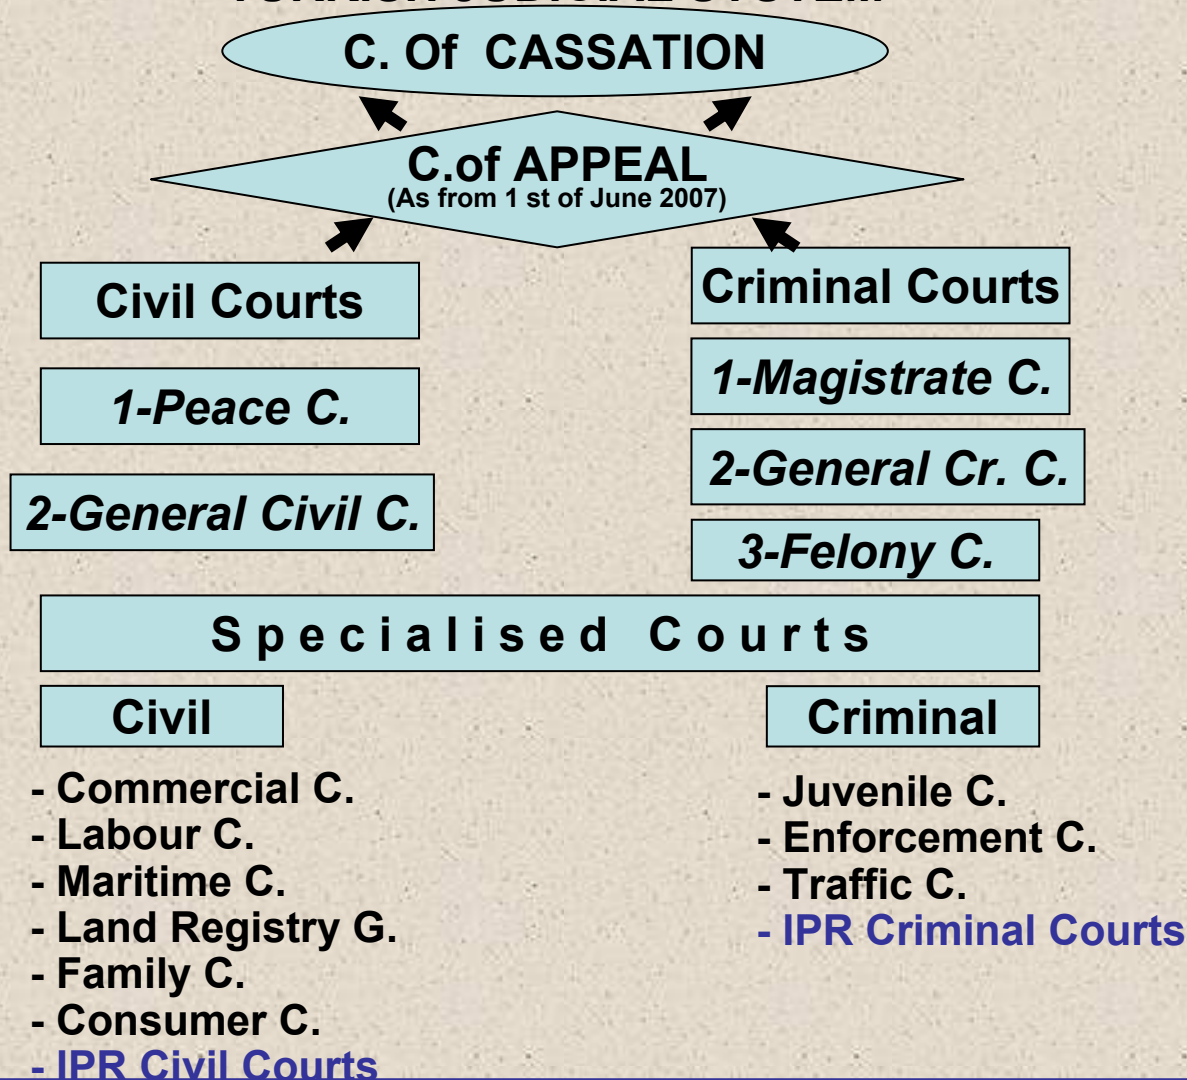 C. Of CASSATION
C.of APPEAL
(As from 1 st of June 2007)
Civil Courts
1-Peace C.
2-General Civil C.
Criminal Courts
1-Magistrate C.
2-General Cr. C.
3-Felony C.
Specialised Courts
Civil
- Commercial C.
- Labour C.
- Maritime C.
- Land Registry G.
- Family C.
- Consumer C.
- IPR Civil Courts
Criminal
- Juvenile C.
- Enforcement C.
- Traffic C.
- IPR Criminal Courts